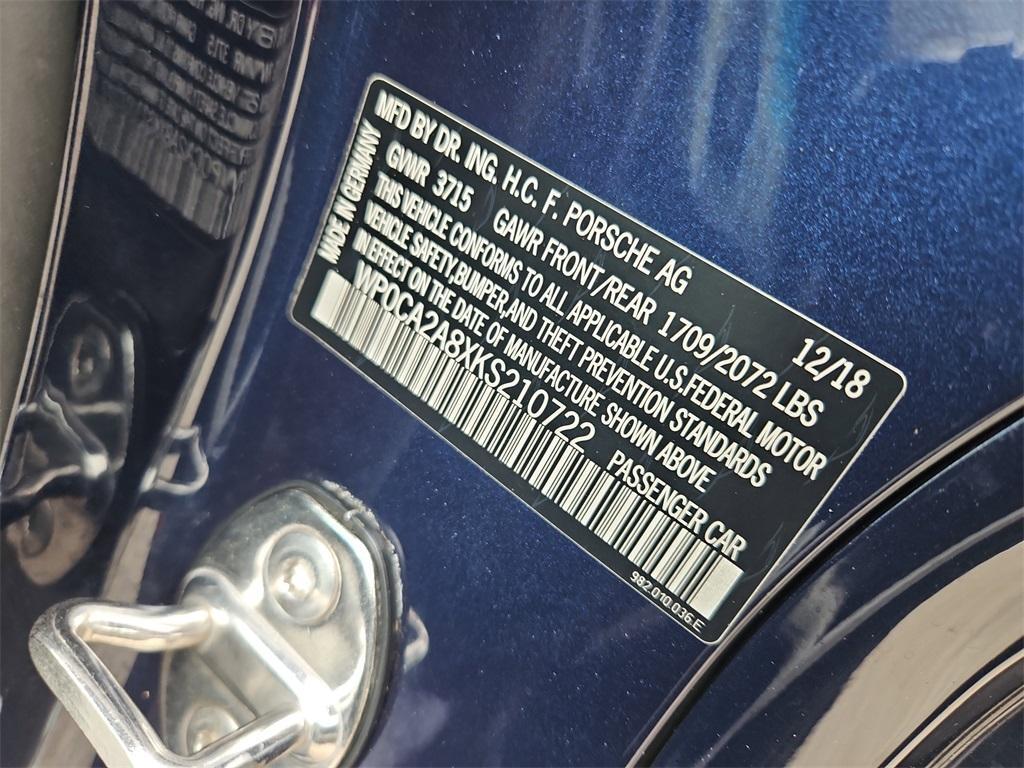 MFD BY DR. ING. H.C. F. PORSCHE AG
12/18
GVWR 3715 GAWR FRONT/REAR 1709/2072 LBS
THIS VEHICLE CONFORMS TO ALL APPLICABLE U.S.FEDERAL MOTOR
VEHICLE SAFETY,BUMPER,AND THEFT PREVENTION STANDARDS
IN EFFECT ON THE DATE OF MANUFACTURE SHOWN ABOVE
WP0CA2A8XKS210722 PASSENGER CAR
MADE IN GERMANY
982.010.036.E